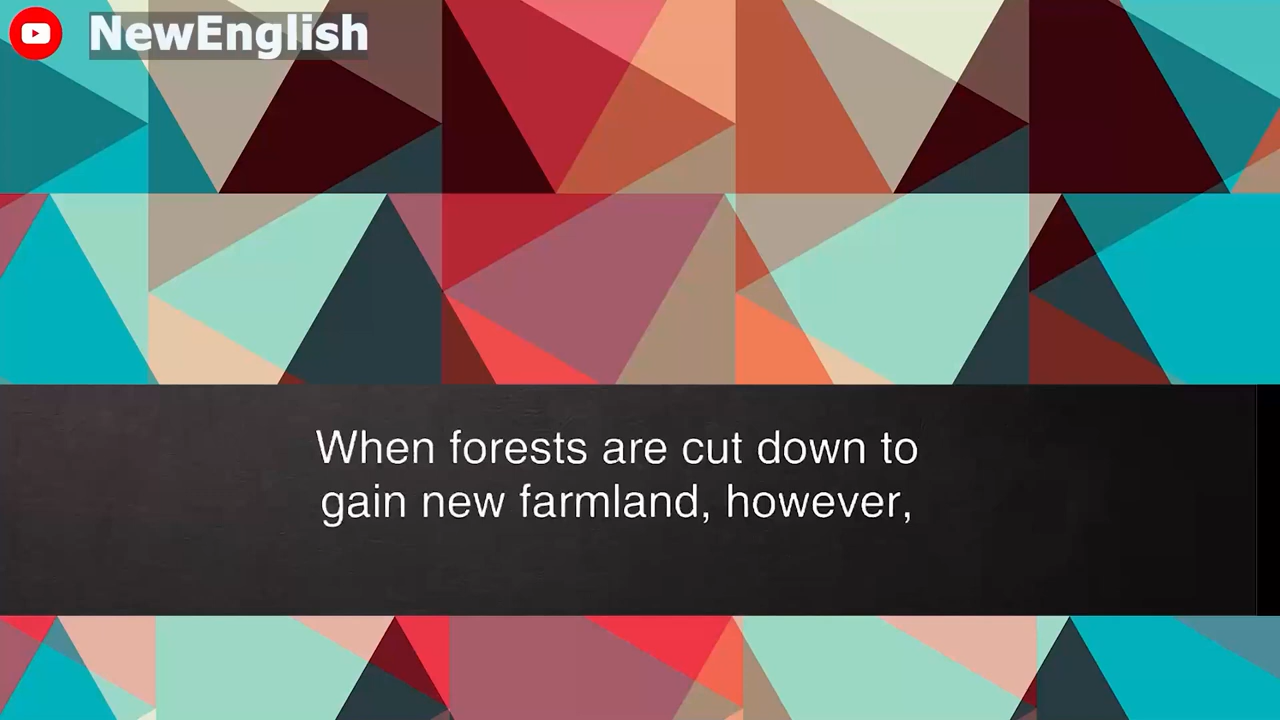 NewEnglish
When forests are cut down to
gain new farmland, however,